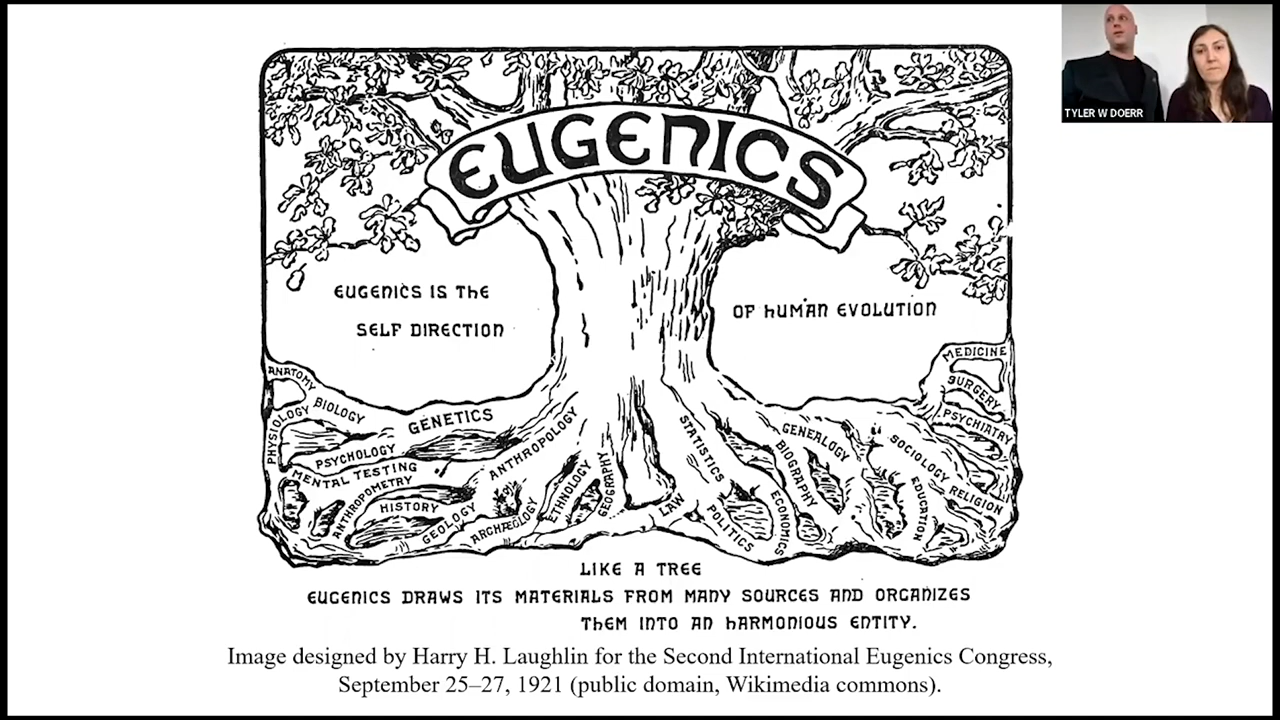 TYLER W DOERR
EUGENICS
EUGENICS IS THE
SELF DIRECTION
OF HUMAN EVOLUTION
ANATOMY
PHYSIOLOGY
BIOLOGY
GENETICS
PSYCHOLOGY
MENTAL TESTING
ANTHROPOMETRY
HISTORY
GEOLOGY
ANTHROPOLOGY
ARCHÆOLOGY
ETHNOLOGY
GEOGRAPHY
LAW
STATISTICS
POLITICS
ECONOMICS
GENEALOGY
BIOGRAPHY
SOCIOLOGY
EDUCATION
RELIGION
PSYCHIATRY
SURGERY
MEDICINE
LIKE A TREE
EUGENICS DRAWS ITS MATERIALS FROM MANY SOURCES AND ORGANIZES
THEM INTO AN HARMONIOUS ENTITY.
Image designed by Harry H. Laughlin for the Second International Eugenics Congress,
September 25–27, 1921 (public domain, Wikimedia commons).